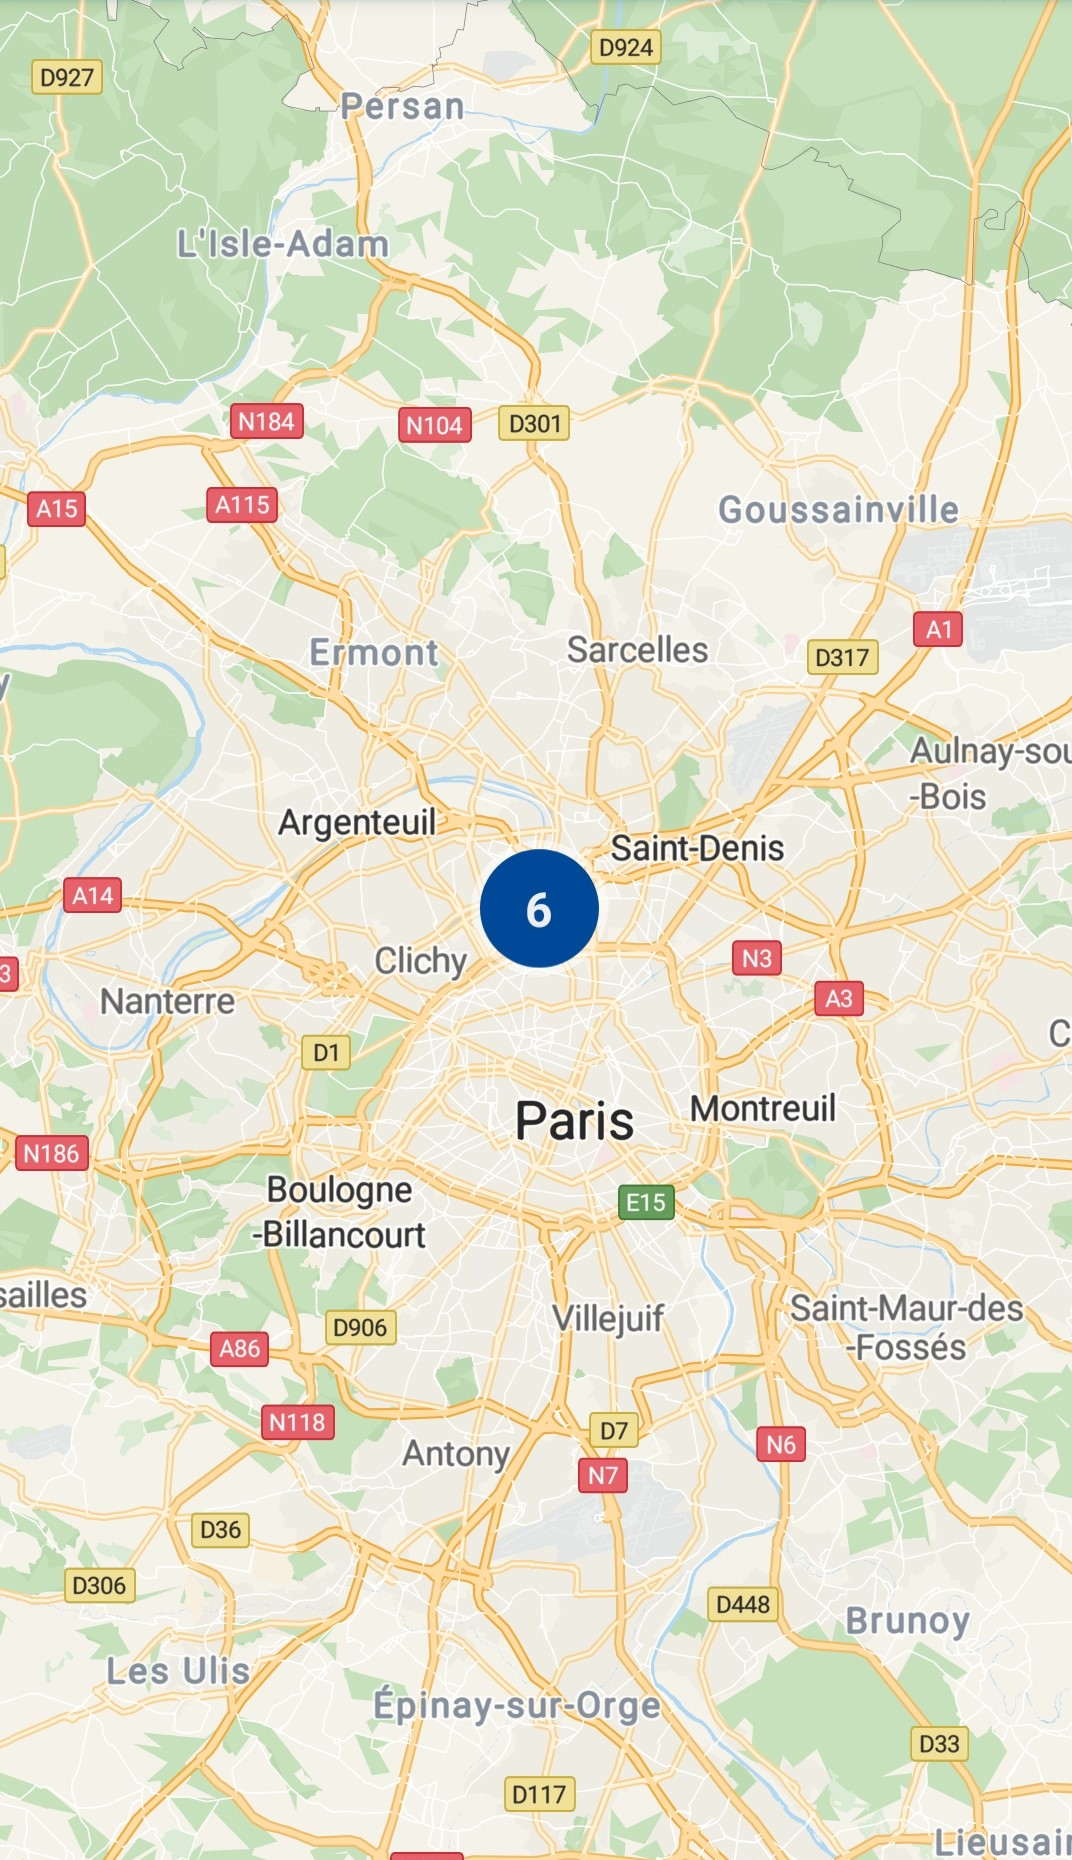 D924
D927
Persan
L'Isle-Adam
N184
N104
D301
A15
A115
Goussainville
A1
Ermont
Sarcelles
D317
y
Aulnay-sou
-Bois
Argenteuil
Saint-Denis
A14
6
Clichy
N3
3
Nanterre
A3
C
D1
Paris
Montreuil
N186
Boulogne
-Billancourt
E15
sailles
Villejuif
Saint-Maur-des
-Fossés
D906
A86
N118
D7
N6
Antony
N7
D36
D306
D448
Brunoy
Les Ulis
Épinay-sur-Orge
D33
D117
Lieusain